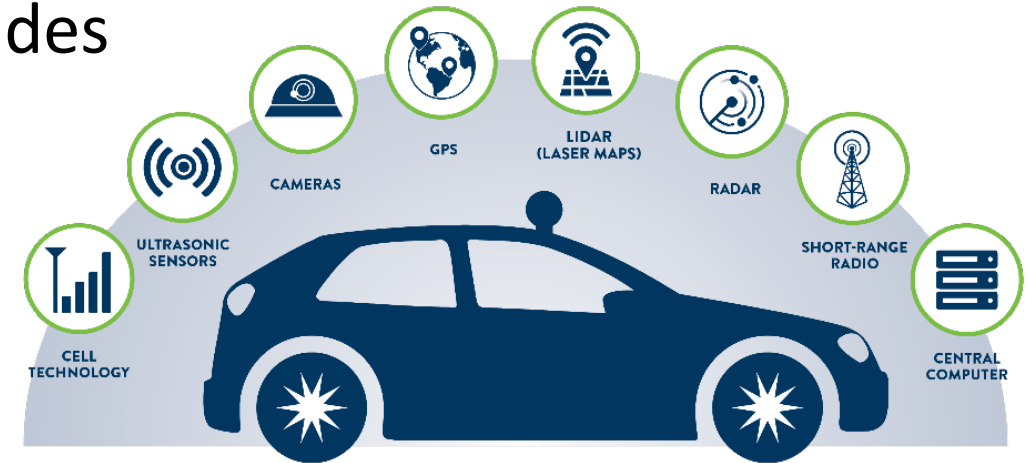 des
CELL
TECHNOLOGY
ULTRASONIC
SENSORS
CAMERAS
GPS
LIDAR
(LASER MAPS)
RADAR
SHORT-RANGE
RADIO
CENTRAL
COMPUTER